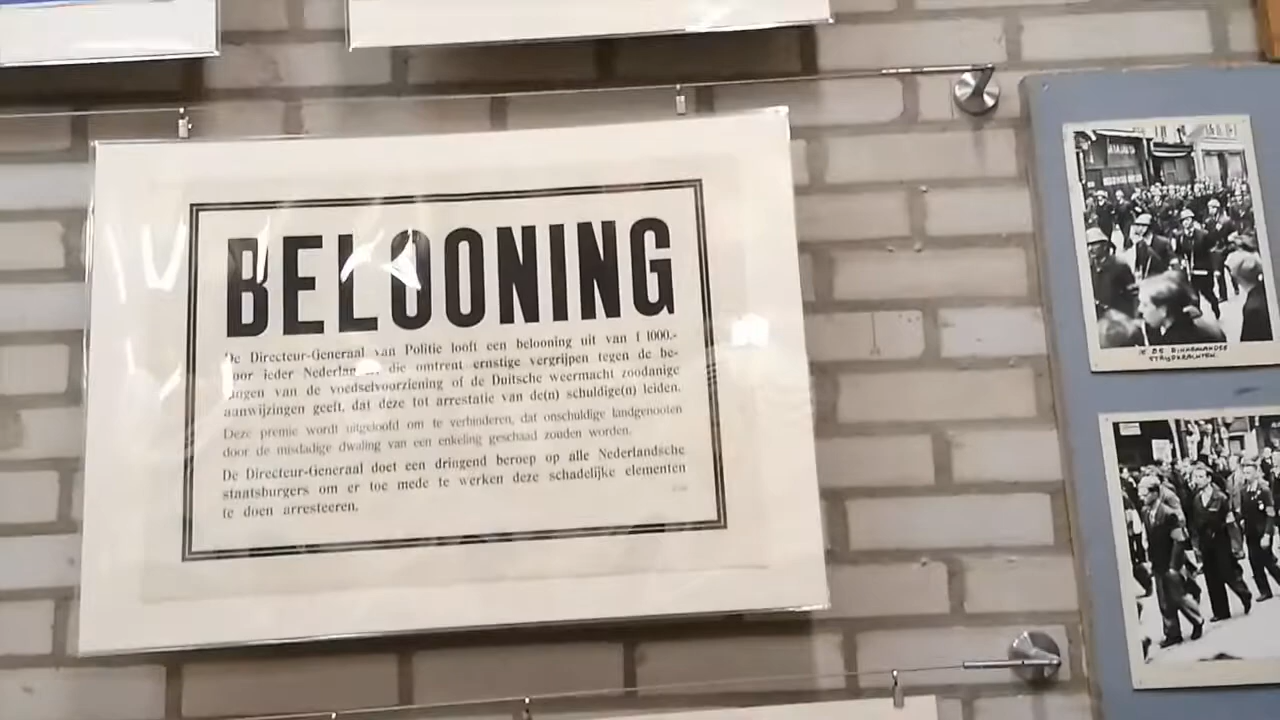 BELOONING
De Directeur-Generaal van Politie looft een belooning uit van f 1000.-
voor ieder Nederlander die omtrent ernstige vergrijpen tegen de be-
langen van de voedselvoorziening of de Duitsche weermacht zoodanige
aanwijzingen geeft, dat deze tot arrestatie van de(n) schuldige(n) leiden.
Deze premie wordt uitgeloofd om te verhinderen, dat onschuldige landgenooten
door de misdadige dwaling van een enkeling geschaad zouden worden.
De Directeur-Generaal doet een dringend beroep op alle Nederlandsche
staatsburgers om er toe mede te werken deze schadelijke elementen
te doen arresteeren.
BS BINNENLANDSE
STRYDKRACHTEN.